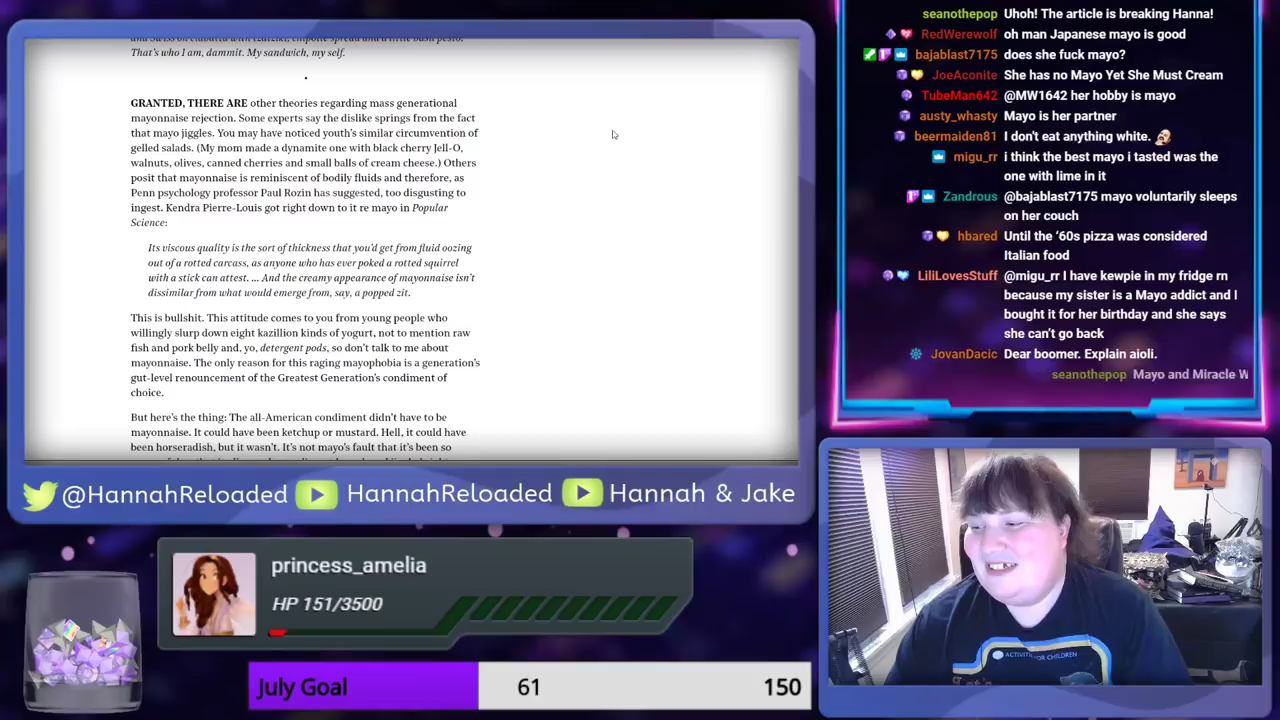 That's who I am, dammit. My sandwich, my self.
•
GRANTED, THERE ARE other theories regarding mass generational
mayonnaise rejection. Some experts say the dislike springs from the fact
that mayo jiggles. You may have noticed youth's similar circumvention of
gelled salads. (My mom made a dynamite one with black cherry Jell-O,
walnuts, olives, canned cherries and small balls of cream cheese.) Others
posit that mayonnaise is reminiscent of bodily fluids and therefore, as
Penn psychology professor Paul Rozin has suggested, too disgusting to
ingest. Kendra Pierre-Louis got right down to it re mayo in Popular
Science:
Its viscous quality is the sort of thickness that you'd get from fluid oozing
out of a rotted carcass, as anyone who has ever poked a rotted squirrel
with a stick can attest. ... And the creamy appearance of mayonnaise isn't
dissimilar from what would emerge from, say, a popped zit.
This is bullshit. This attitude comes to you from young people who
willingly slurp down eight kazillion kinds of yogurt, not to mention raw
fish and pork belly and, yo, detergent pods, so don't talk to me about
mayonnaise. The only reason for this raging mayophobia is a generation's
gut-level renouncement of the Greatest Generation's condiment of
choice.
But here's the thing: The all-American condiment didn't have to be
mayonnaise. It could have been ketchup or mustard. Hell, it could have
been horseradish, but it wasn't. It's not mayo's fault that it's been so
@HannahReloaded HannahReloaded Hannah & Jake
princess_amelia
HP 151/3500
July Goal 61 150
seanothepop Uhoh! The article is breaking Hanna!
RedWerewolf oh man Japanese mayo is good
bajablast7175 does she fuck mayo?
JoeAconite She has no Mayo Yet She Must Cream
TubeMan642 @MW1642 her hobby is mayo
austy_whasty Mayo is her partner
beermaiden81 I don't eat anything white.
migu_rr i think the best mayo i tasted was the
one with lime in it
Zandrous @bajablast7175 mayo voluntarily sleeps
on her couch
hbared Until the '60s pizza was considered
Italian food
LiliLovesStuff @migu_rr I have kewpie in my fridge rn
because my sister is a Mayo addict and I
bought it for her birthday and she says
she can't go back
JovanDacic Dear boomer. Explain aioli.
seanothepop Mayo and Miracle W
ACTIVITIES FOR CHILDREN